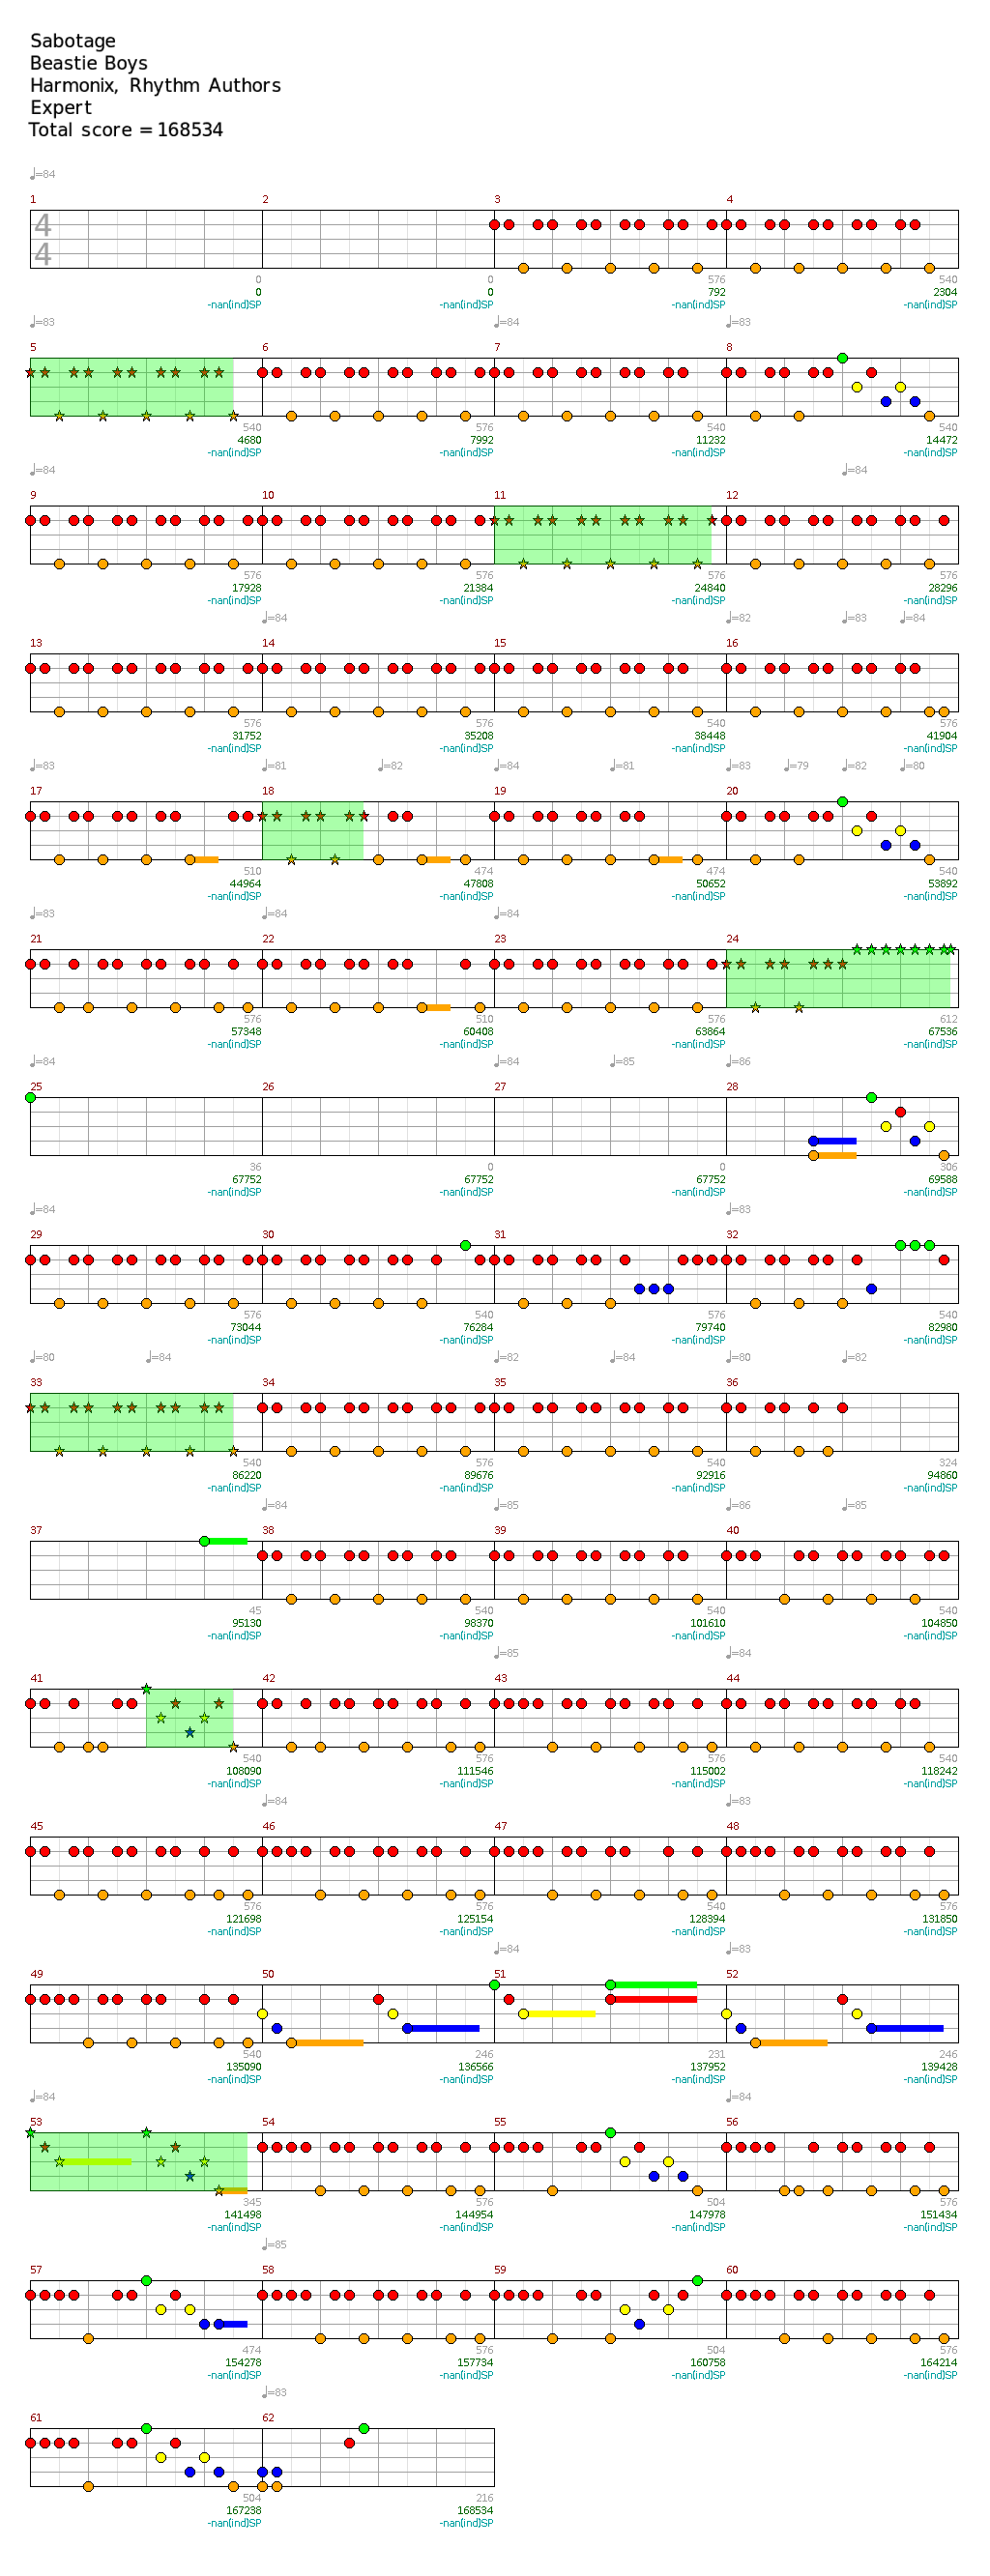 Sabotage
Beastie Boys
Harmonix, Rhythm Authors
Expert
Total score = 168534
♩=84
1 2 3 4
4
4
0 0 576 540
0 0 792 2304
-nan(ind)SP -nan(ind)SP -nan(ind)SP -nan(ind)SP
♩=83 ♩=84 ♩=83
5 6 7 8
540 576 540 540
4680 7992 11232 14472
-nan(ind)SP -nan(ind)SP -nan(ind)SP -nan(ind)SP
♩=84 ♩=84
9 10 11 12
576 576 576 576
17928 21384 24840 28296
-nan(ind)SP -nan(ind)SP -nan(ind)SP -nan(ind)SP
♩=84 ♩=82 ♩=83 ♩=84
13 14 15 16
576 576 540 576
31752 35208 38448 41904
-nan(ind)SP -nan(ind)SP -nan(ind)SP -nan(ind)SP
♩=83 ♩=81 ♩=82 ♩=84 ♩=81 ♩=83 ♩=79 ♩=82 ♩=80
17 18 19 20
510 474 474 540
44964 47808 50652 53892
-nan(ind)SP -nan(ind)SP -nan(ind)SP -nan(ind)SP
♩=83 ♩=84 ♩=84
21 22 23 24
576 510 576 612
57348 60408 63864 67536
-nan(ind)SP -nan(ind)SP -nan(ind)SP -nan(ind)SP
♩=84 ♩=84 ♩=85 ♩=86
25 26 27 28
36 0 0 306
67752 67752 67752 69588
-nan(ind)SP -nan(ind)SP -nan(ind)SP -nan(ind)SP
♩=84 ♩=83
29 30 31 32
576 540 576 540
73044 76284 79740 82980
-nan(ind)SP -nan(ind)SP -nan(ind)SP -nan(ind)SP
♩=80 ♩=84 ♩=82 ♩=84 ♩=80 ♩=82
33 34 35 36
540 576 540 324
86220 89676 92916 94860
-nan(ind)SP -nan(ind)SP -nan(ind)SP -nan(ind)SP
♩=84 ♩=85 ♩=86 ♩=85
37 38 39 40
45 540 540 540
95130 98370 101610 104850
-nan(ind)SP -nan(ind)SP -nan(ind)SP -nan(ind)SP
♩=85 ♩=84
41 42 43 44
540 576 576 540
108090 111546 115002 118242
-nan(ind)SP -nan(ind)SP -nan(ind)SP -nan(ind)SP
♩=84 ♩=83
45 46 47 48
576 576 540 576
121698 125154 128394 131850
-nan(ind)SP -nan(ind)SP -nan(ind)SP -nan(ind)SP
♩=84 ♩=83
49 50 51 52
540 246 231 246
135090 136566 137952 139428
-nan(ind)SP -nan(ind)SP -nan(ind)SP -nan(ind)SP
♩=84 ♩=84
53 54 55 56
345 576 504 576
141498 144954 147978 151434
-nan(ind)SP -nan(ind)SP -nan(ind)SP -nan(ind)SP
♩=85
57 58 59 60
474 576 504 576
154278 157734 160758 164214
-nan(ind)SP -nan(ind)SP -nan(ind)SP -nan(ind)SP
♩=83
61 62
504 216
167238 168534
-nan(ind)SP -nan(ind)SP